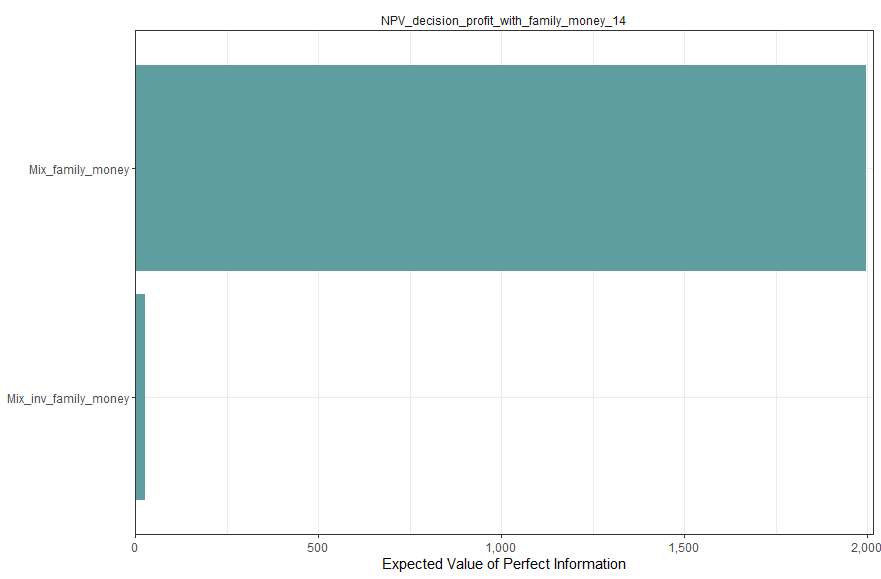 NPV_decision_profit_with_family_money_14
Mix_family_money
Mix_inv_family_money
0 500 1,000 1,500 2,000
Expected Value of Perfect Information